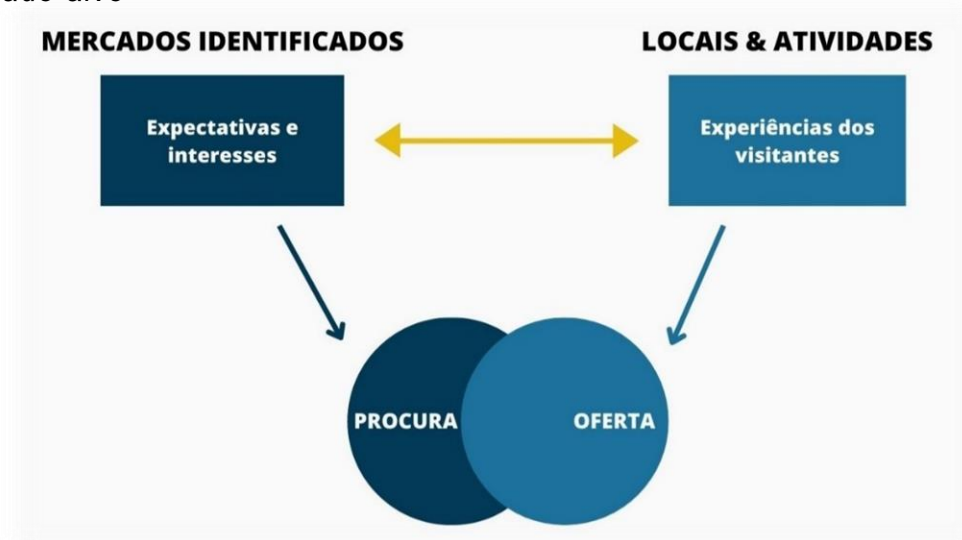 MERCADOS IDENTIFICADOS
LOCAIS & ATIVIDADES
Expectativas e
interesses
Experiências dos
visitantes
PROCURA
OFERTA